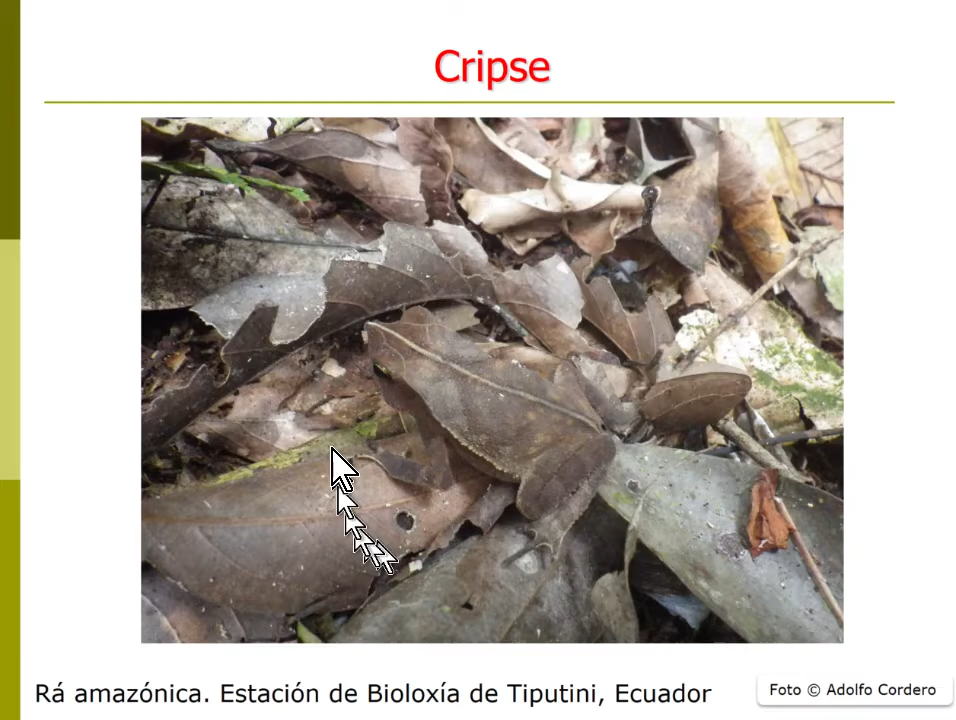 Cripse
Rá amazónica. Estación de Bioloxía de Tiputini, Ecuador
Foto © Adolfo Cordero